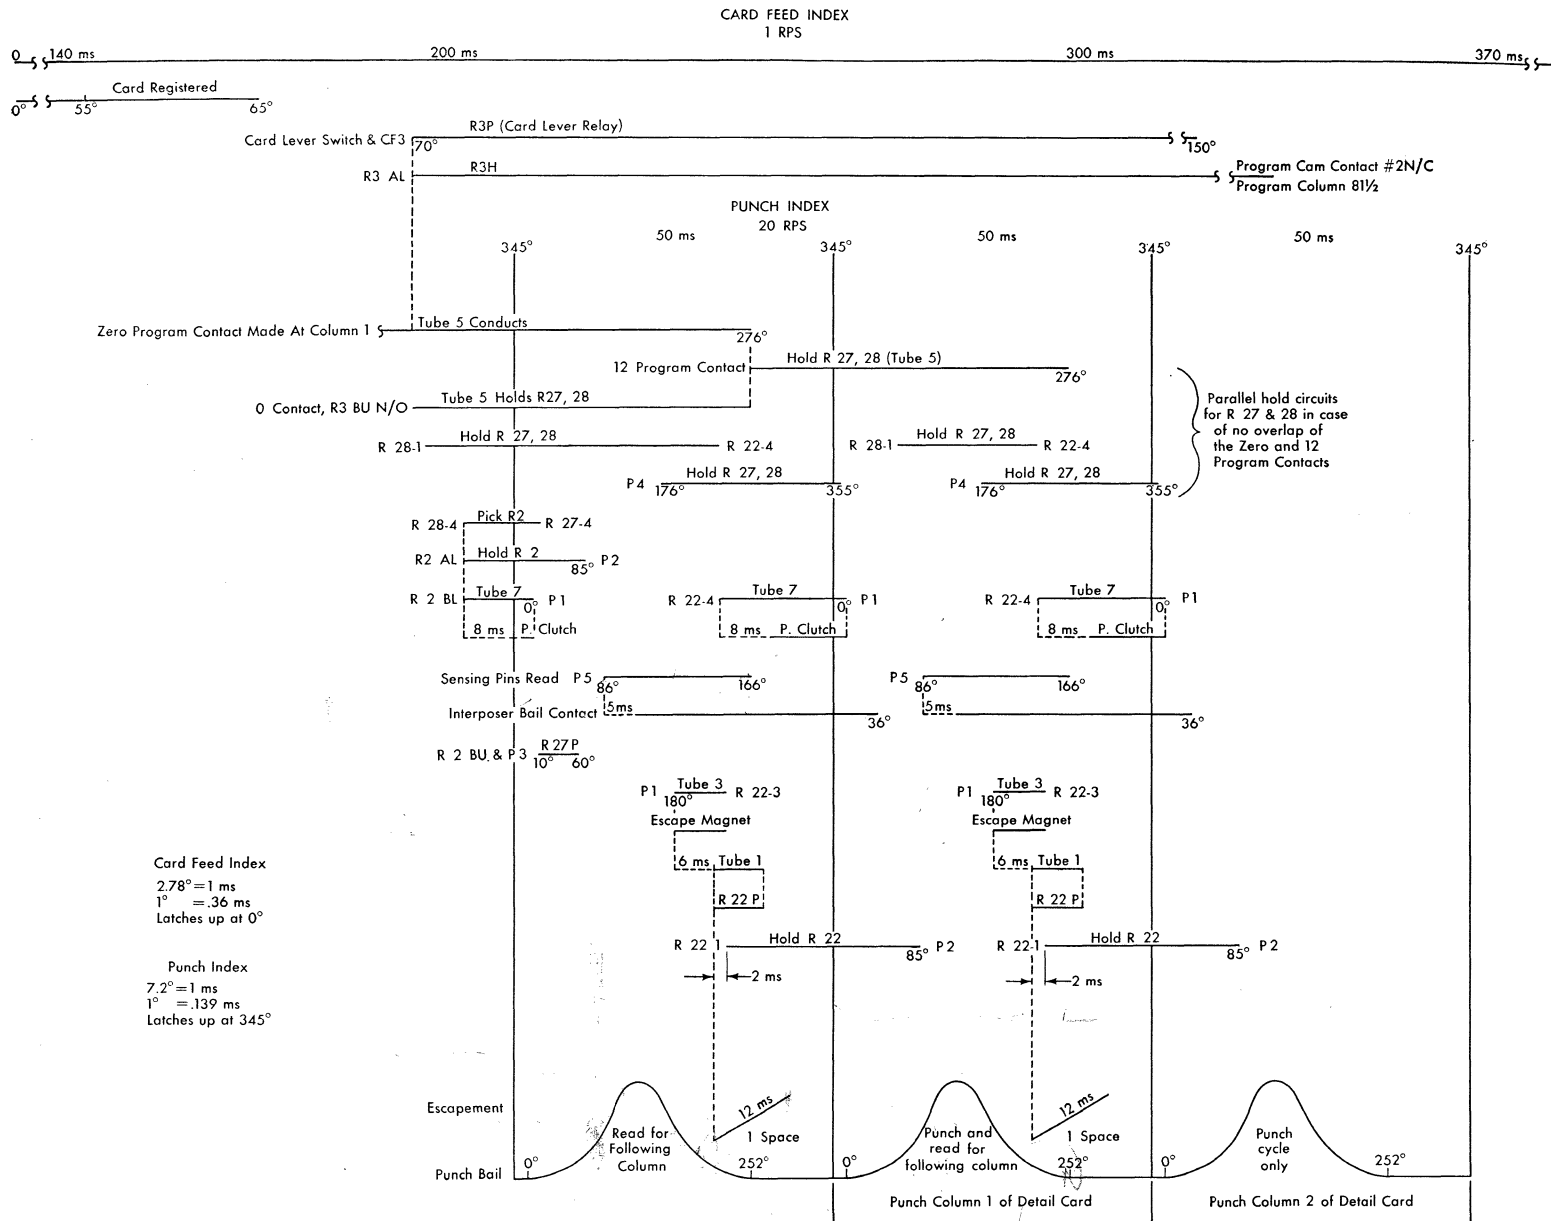 CARD FEED INDEX
1 RPS
0 140 ms 200 ms 300 ms 370 ms
Card Registered
0° 55° 65°
R3P (Card Lever Relay)
Card Lever Switch & CF3 70° 150°
R3 AL R3H Program Cam Contact #2N/C
Program Column 81½
PUNCH INDEX
20 RPS
50 ms 50 ms 50 ms
345° 345° 345° 345°
Zero Program Contact Made At Column 1 Tube 5 Conducts
276°
12 Program Contact Hold R 27, 28 (Tube 5)
276°
0 Contact, R3 BU N/O Tube 5 Holds R27, 28
Parallel hold circuits
for R 27 & 28 in case
of no overlap of
the Zero and 12
Program Contacts
R 28-1 Hold R 27, 28 R 22-4 R 28-1 Hold R 27, 28 R 22-4
P4 Hold R 27, 28 P4 Hold R 27, 28
176° 355° 176° 355°
R 28-4 Pick R2 R 27-4
R2 AL Hold R 2 P2
85°
R 2 BL Tube 7 0° P1 R 22-4 Tube 7 0° P1 R 22-4 Tube 7 0° P1
8 ms P. Clutch 8 ms P. Clutch 8 ms P. Clutch
Sensing Pins Read P5 86° 166° P5 86° 166°
Interposer Bail Contact 5ms 36° 5ms 36°
R 2 BU & P3 R 27P
10° 60°
P1 Tube 3 R 22-3 P1 Tube 3 R 22-3
180° 180°
Escape Magnet Escape Magnet
6 ms Tube 1 6 ms Tube 1
R 22 P R 22 P
R 22 1 Hold R 22 P2 R 22-1 Hold R 22 P2
85° 85°
2 ms 2 ms
Card Feed Index
2.78°=1 ms
1° =.36 ms
Latches up at 0°
Punch Index
7.2°=1 ms
1° =.139 ms
Latches up at 345°
Escapement 12 ms 12 ms
1 Space 1 Space
Read for
Following
Column
Punch and
read for
following column
Punch
cycle
only
Punch Bail 0° 252° 0° 252° 0° 252°
Punch Column 1 of Detail Card Punch Column 2 of Detail Card